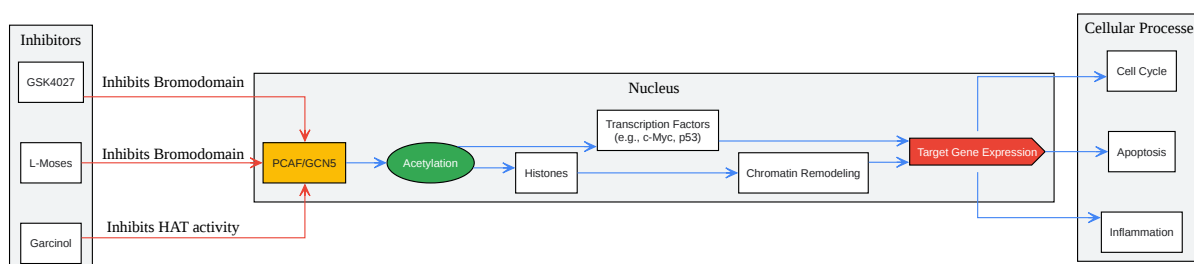 Inhibitors
GSK4027
L-Moses
Garcinol
Inhibits Bromodomain
Inhibits Bromodomain
Inhibits HAT activity
Nucleus
PCAF/GCN5
Acetylation
Transcription Factors
(e.g., c-Myc, p53)
Histones
Chromatin Remodeling
Target Gene Expression
Cellular Processe
Cell Cycle
Apoptosis
Inflammation